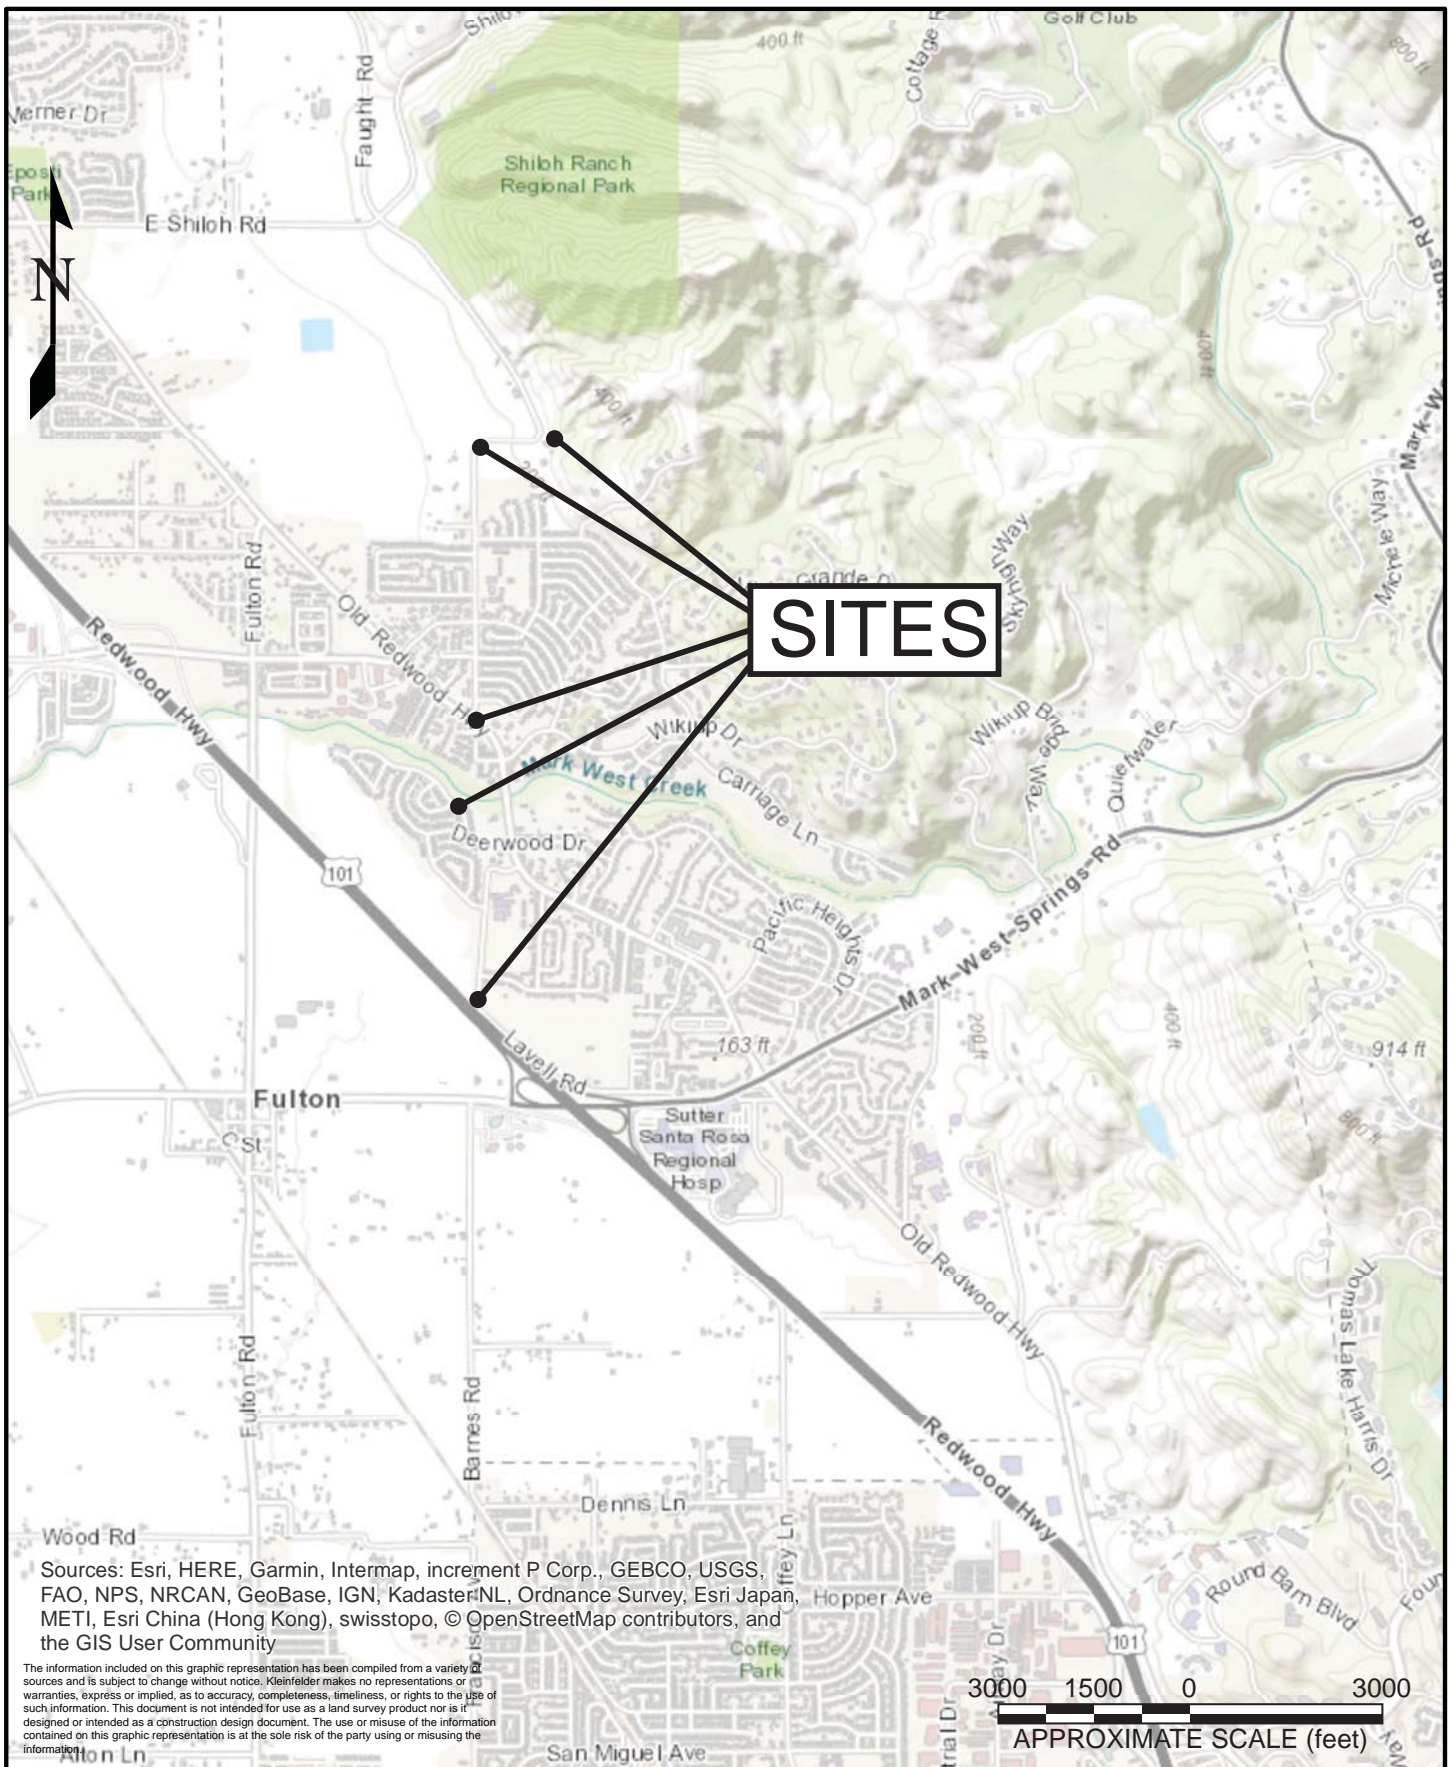 Shilo
Golf Club
400 ft
Cottage R
800 ft
Faught Rd
Merner Dr
Shiloh Ranch
Regional Park
Eposti
Park
E Shiloh Rd
N
ngs-Rd
400 ft
Mark-W
400 ft
200
Michele Way
Skyhigh-Way
Grande D
SITES
Fulton Rd
Old Redwood Hwy
Redwood Hwy
Wikiup Dr
Wikiup Bridge Way
Quietwater
Mark West Creek
Carriage Ln
Deerwood Dr
101
Mark-West-Springs-Rd
Pacific Heights Dr
Lavell Rd
163 ft
200 ft
400 ft
914 ft
Fulton
C St
Sutter
Santa Rosa
Regional
Hosp
800 ft
Old Redwood Hwy
Thomas Lake Harris Dr
Fulton Rd
Barnes Rd
Redwood Hwy
Dennis Ln
Wood Rd
ffey Ln
Sources: Esri, HERE, Garmin, Intermap, increment P Corp., GEBCO, USGS,
FAO, NPS, NRCAN, GeoBase, IGN, Kadaster NL, Ordnance Survey, Esri Japan,
METI, Esri China (Hong Kong), swisstopo, © OpenStreetMap contributors, and
the GIS User Community
Hopper Ave
Round Barn Blvd
Foun
101
Coffey
Park
The information included on this graphic representation has been compiled from a variety of
sources and is subject to change without notice. Kleinfelder makes no representations or
warranties, express or implied, as to accuracy, completeness, timeliness, or rights to the use of
such information. This document is not intended for use as a land survey product nor is it
designed or intended as a construction design document. The use or misuse of the information
contained on this graphic representation is at the sole risk of the party using or misusing the
information.
3000 1500 0 3000
APPROXIMATE SCALE (feet)
trial Dr
Way
Alton Ln
San Miguel Ave